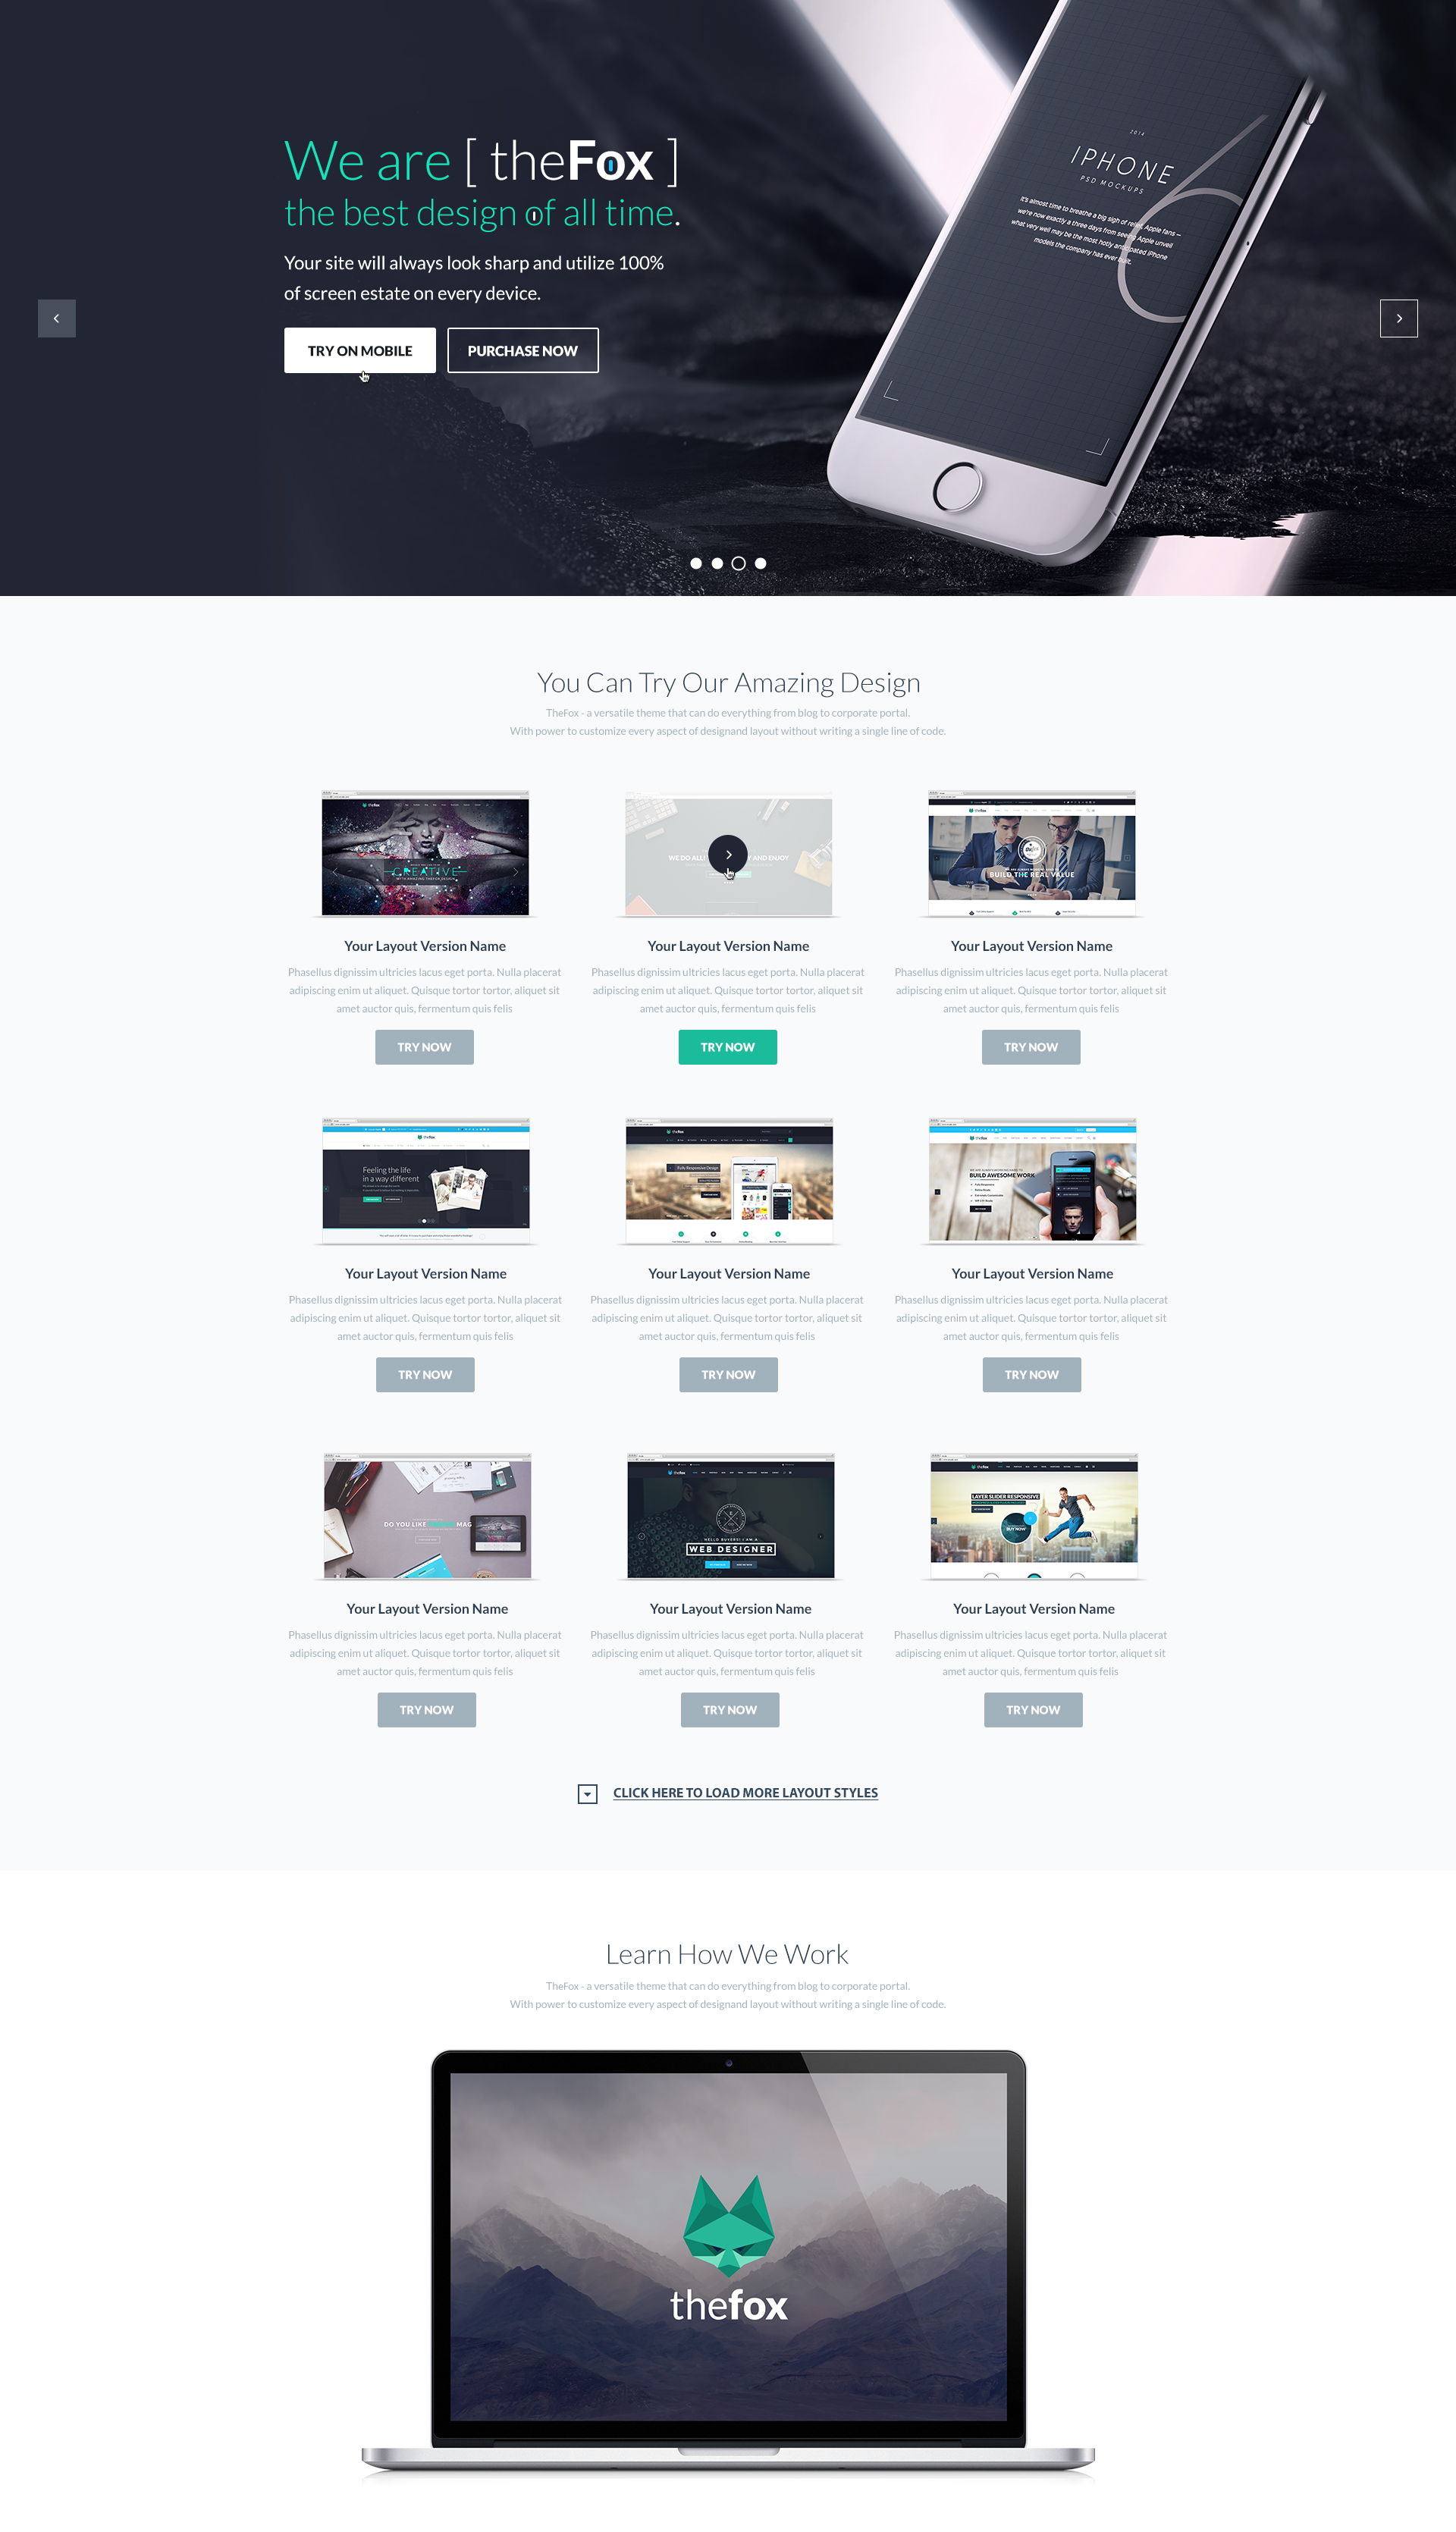 We are [ theFox ]
the best design of all time.
Your site will always look sharp and utilize 100%
of screen estate on every device.
TRY ON MOBILE
PURCHASE NOW
2014
IPHONE
PSD MOCKUPS
6
It's almost time to breathe a big sigh of relief, Apple fans —
we're now exactly a three days from seeing Apple unveil
what very well may be the most hotly anticipated iPhone
models the company has ever built.
You Can Try Our Amazing Design
TheFox - a versatile theme that can do everything from blog to corporate portal.
With power to customize every aspect of designand layout without writing a single line of code.
thefox
CREATIVE
WE DO ALL!
Y AND ENJOY
thefox
BUILD THE REAL VALUE
Your Layout Version Name
Phasellus dignissim ultricies lacus eget porta. Nulla placerat
adipiscing enim ut aliquet. Quisque tortor tortor, aliquet sit
amet auctor quis, fermentum quis felis
TRY NOW
Your Layout Version Name
Phasellus dignissim ultricies lacus eget porta. Nulla placerat
adipiscing enim ut aliquet. Quisque tortor tortor, aliquet sit
amet auctor quis, fermentum quis felis
TRY NOW
Your Layout Version Name
Phasellus dignissim ultricies lacus eget porta. Nulla placerat
adipiscing enim ut aliquet. Quisque tortor tortor, aliquet sit
amet auctor quis, fermentum quis felis
TRY NOW
thefox
Feeling the life
in a way different
thefox
Fully Responsive Design
thefox
BUILD AWESOME WORK
Your Layout Version Name
Phasellus dignissim ultricies lacus eget porta. Nulla placerat
adipiscing enim ut aliquet. Quisque tortor tortor, aliquet sit
amet auctor quis, fermentum quis felis
TRY NOW
Your Layout Version Name
Phasellus dignissim ultricies lacus eget porta. Nulla placerat
adipiscing enim ut aliquet. Quisque tortor tortor, aliquet sit
amet auctor quis, fermentum quis felis
TRY NOW
Your Layout Version Name
Phasellus dignissim ultricies lacus eget porta. Nulla placerat
adipiscing enim ut aliquet. Quisque tortor tortor, aliquet sit
amet auctor quis, fermentum quis felis
TRY NOW
DO YOU LIKE
MAG
thefox
WEB DESIGNER
thefox
LAYER SLIDER RESPONSIVE
BUY NOW
Your Layout Version Name
Phasellus dignissim ultricies lacus eget porta. Nulla placerat
adipiscing enim ut aliquet. Quisque tortor tortor, aliquet sit
amet auctor quis, fermentum quis felis
TRY NOW
Your Layout Version Name
Phasellus dignissim ultricies lacus eget porta. Nulla placerat
adipiscing enim ut aliquet. Quisque tortor tortor, aliquet sit
amet auctor quis, fermentum quis felis
TRY NOW
Your Layout Version Name
Phasellus dignissim ultricies lacus eget porta. Nulla placerat
adipiscing enim ut aliquet. Quisque tortor tortor, aliquet sit
amet auctor quis, fermentum quis felis
TRY NOW
CLICK HERE TO LOAD MORE LAYOUT STYLES
Learn How We Work
TheFox - a versatile theme that can do everything from blog to corporate portal.
With power to customize every aspect of designand layout without writing a single line of code.
thefox